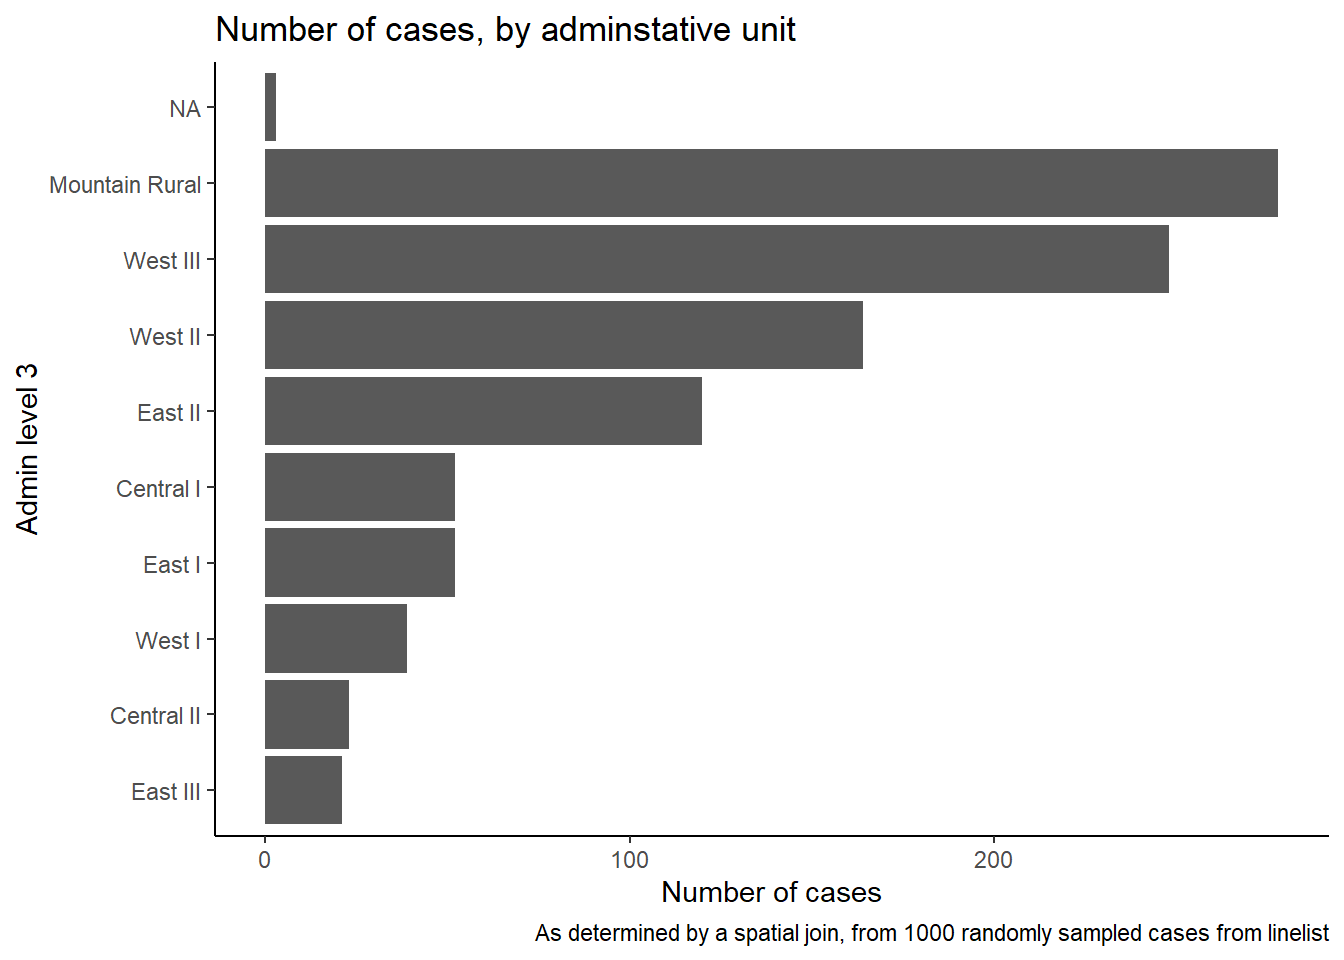 Number of cases, by adminstative unit
NA
Mountain Rural
West III
West II
East II
Central I
East I
West I
Central II
East III
Admin level 3
0 100 200
Number of cases
As determined by a spatial join, from 1000 randomly sampled cases from linelist